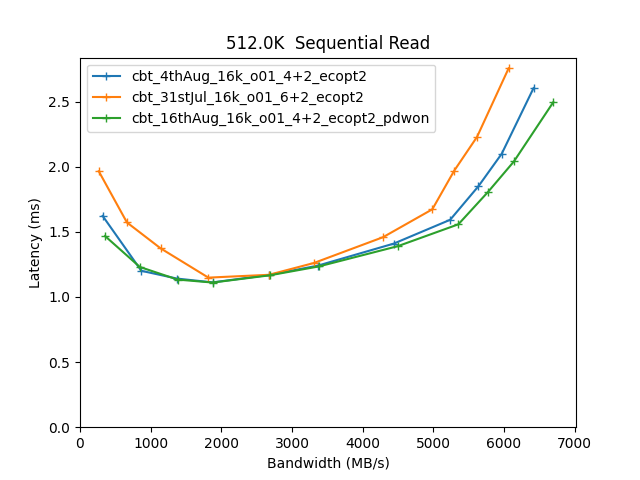 512.0K  Sequential Read
cbt_4thAug_16k_o01_4+2_ecopt2
cbt_31stJul_16k_o01_6+2_ecopt2
cbt_16thAug_16k_o01_4+2_ecopt2_pdwon
Latency (ms)
2.5
2.0
1.5
1.0
0.5
0.0
0 1000 2000 3000 4000 5000 6000 7000
Bandwidth (MB/s)